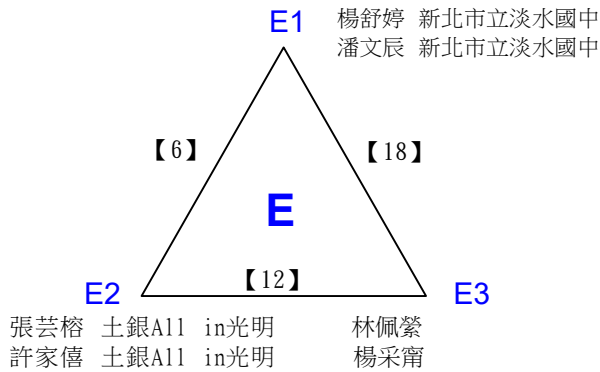 E1
楊舒婷 新北市立淡水國中
潘文辰 新北市立淡水國中
【6】
【18】
E
【12】
E2
E3
張芸榕 土銀All in光明
林佩縈
許家僖 土銀All in光明
楊采甯